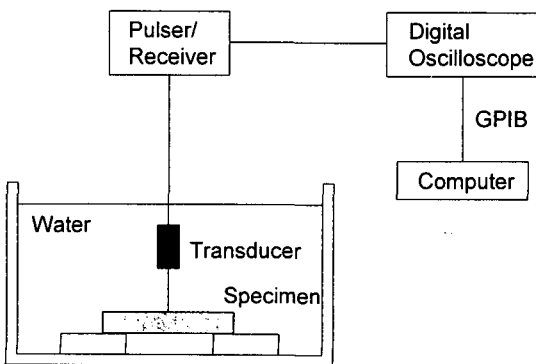 Pulser/
Receiver
Digital
Oscilloscope
GPIB
Computer
Water
Transducer
Specimen